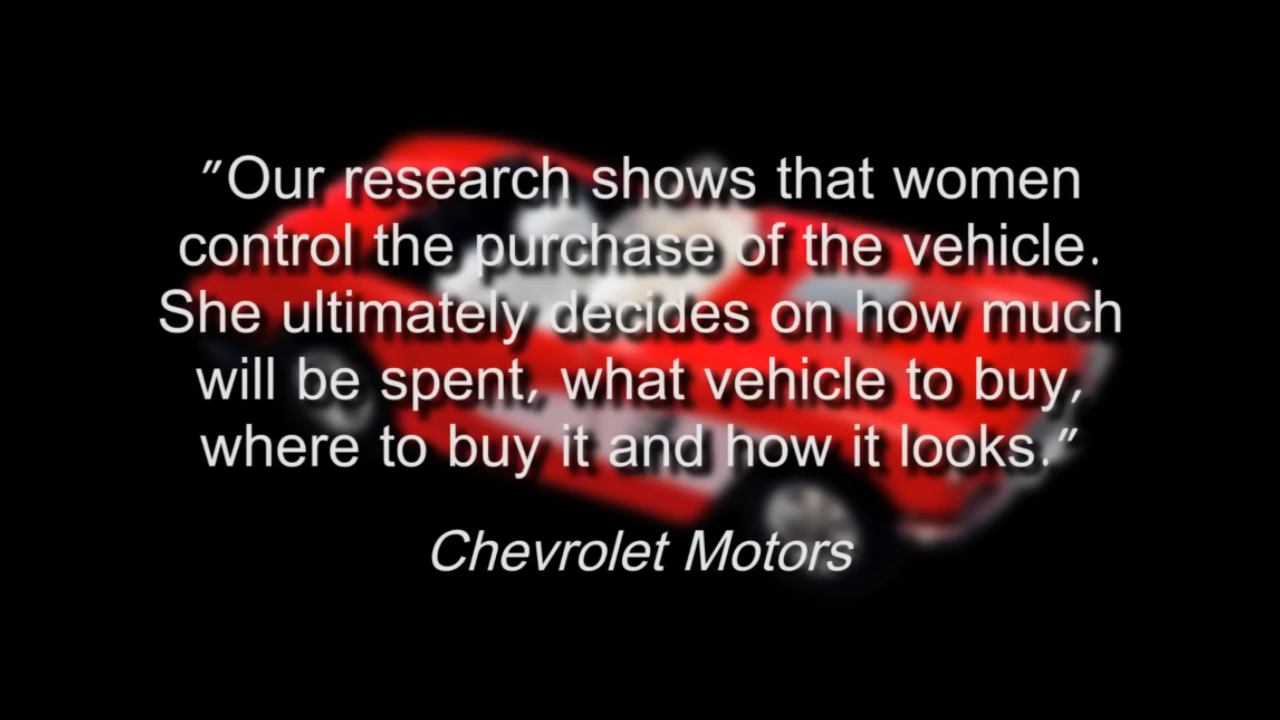 "Our research shows that women
control the purchase of the vehicle.
She ultimately decides on how much
will be spent, what vehicle to buy,
where to buy it and how it looks."
Chevrolet Motors